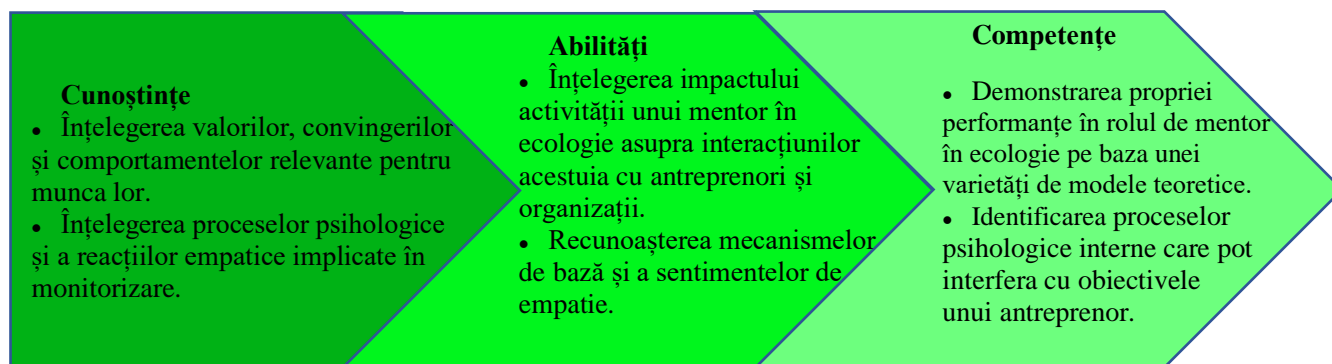 Cunoștințe
● Înțelegerea valorilor, convingerilor
și comportamentelor relevante pentru
munca lor.
● Înțelegerea proceselor psihologice
și a reacțiilor empatice implicate în
monitorizare.
Abilități
● Înțelegerea impactului
activității unui mentor în
ecologie asupra interacțiunilor
acestuia cu antreprenori și
organizații.
● Recunoașterea mecanismelor
de bază și a sentimentelor de
empatie.
Competențe
● Demonstrarea propriei
performanțe în rolul de mentor
în ecologie pe baza unei
varietăți de modele teoretice.
● Identificarea proceselor
psihologice interne care pot
interfera cu obiectivele
unui antreprenor.